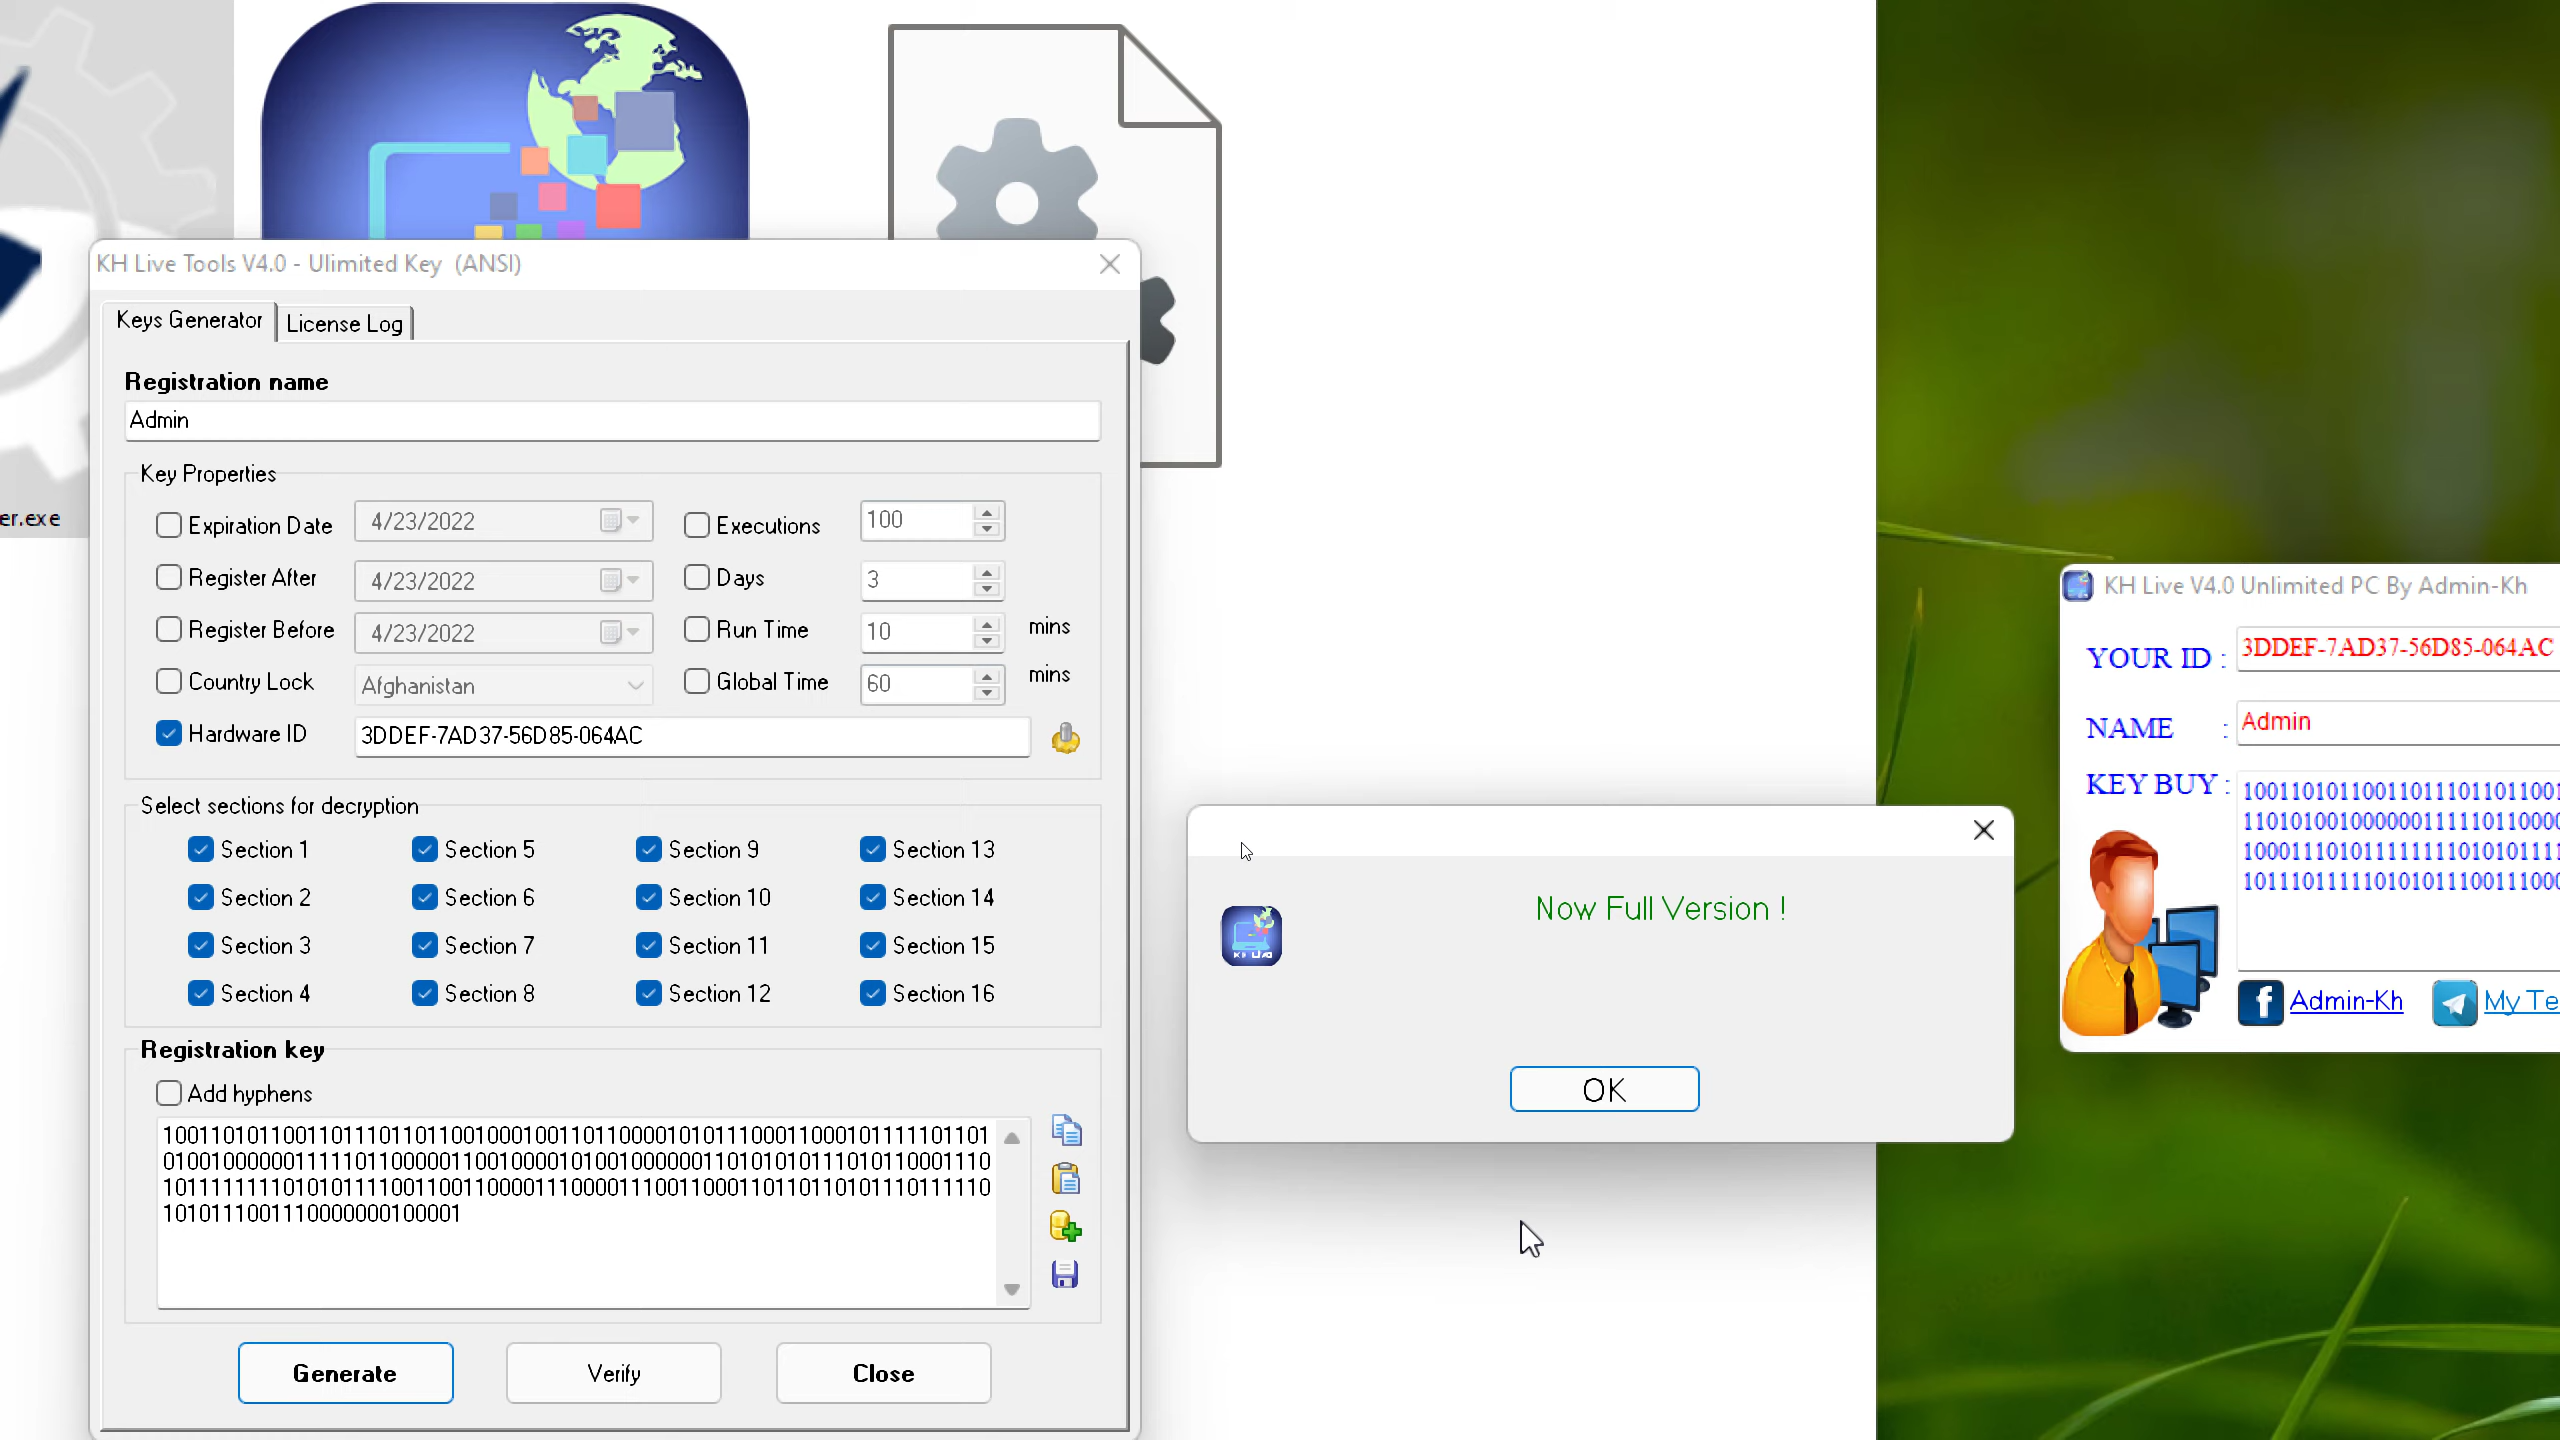 er.exe
KH Live Tools V4.0 - Ulimited Key (ANSI)
Keys Generator
License Log
Registration name
Admin
Key Properties
Expiration Date
4/23/2022
Executions
100
Register After
4/23/2022
Days
3
Register Before
4/23/2022
Run Time
10
mins
Country Lock
Afghanistan
Global Time
60
mins
Hardware ID
3DDEF-7AD37-56D85-064AC
Select sections for decryption
Section 1
Section 5
Section 9
Section 13
Section 2
Section 6
Section 10
Section 14
Section 3
Section 7
Section 11
Section 15
Section 4
Section 8
Section 12
Section 16
Registration key
Add hyphens
1010111001110000000100001
Generate
Verify
Close
Now Full Version !
OK
KH Live V4.0 Unlimited PC By Admin-Kh
YOUR ID :
3DDEF-7AD37-56D85-064AC
NAME :
Admin
KEY BUY :
Admin-Kh
My Te